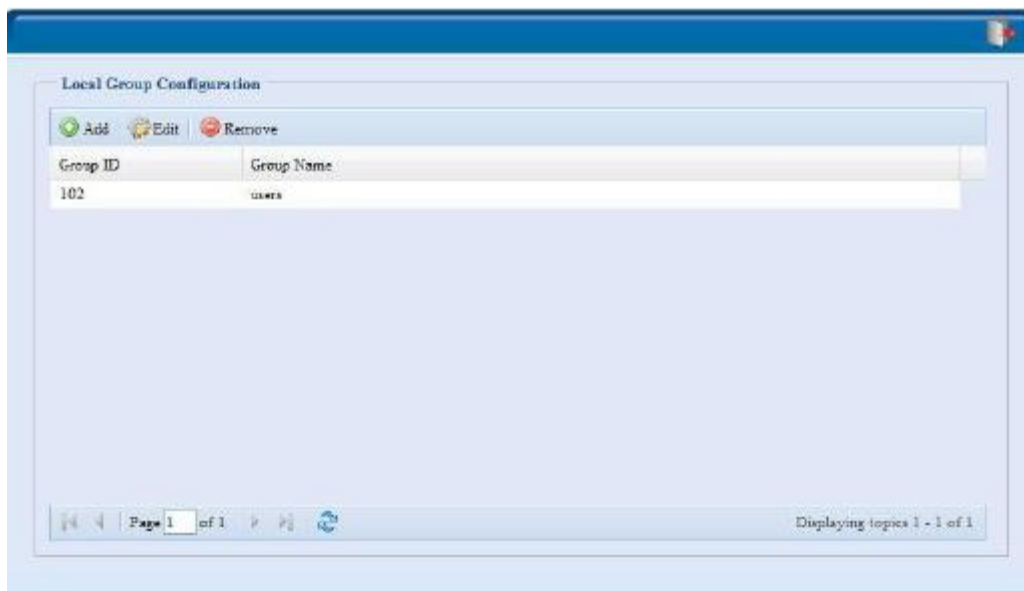 Local Group Configuration
Add Edit Remove
Group ID Group Name
102 users
Page 1 of 1 Displaying topics 1 - 1 of 1